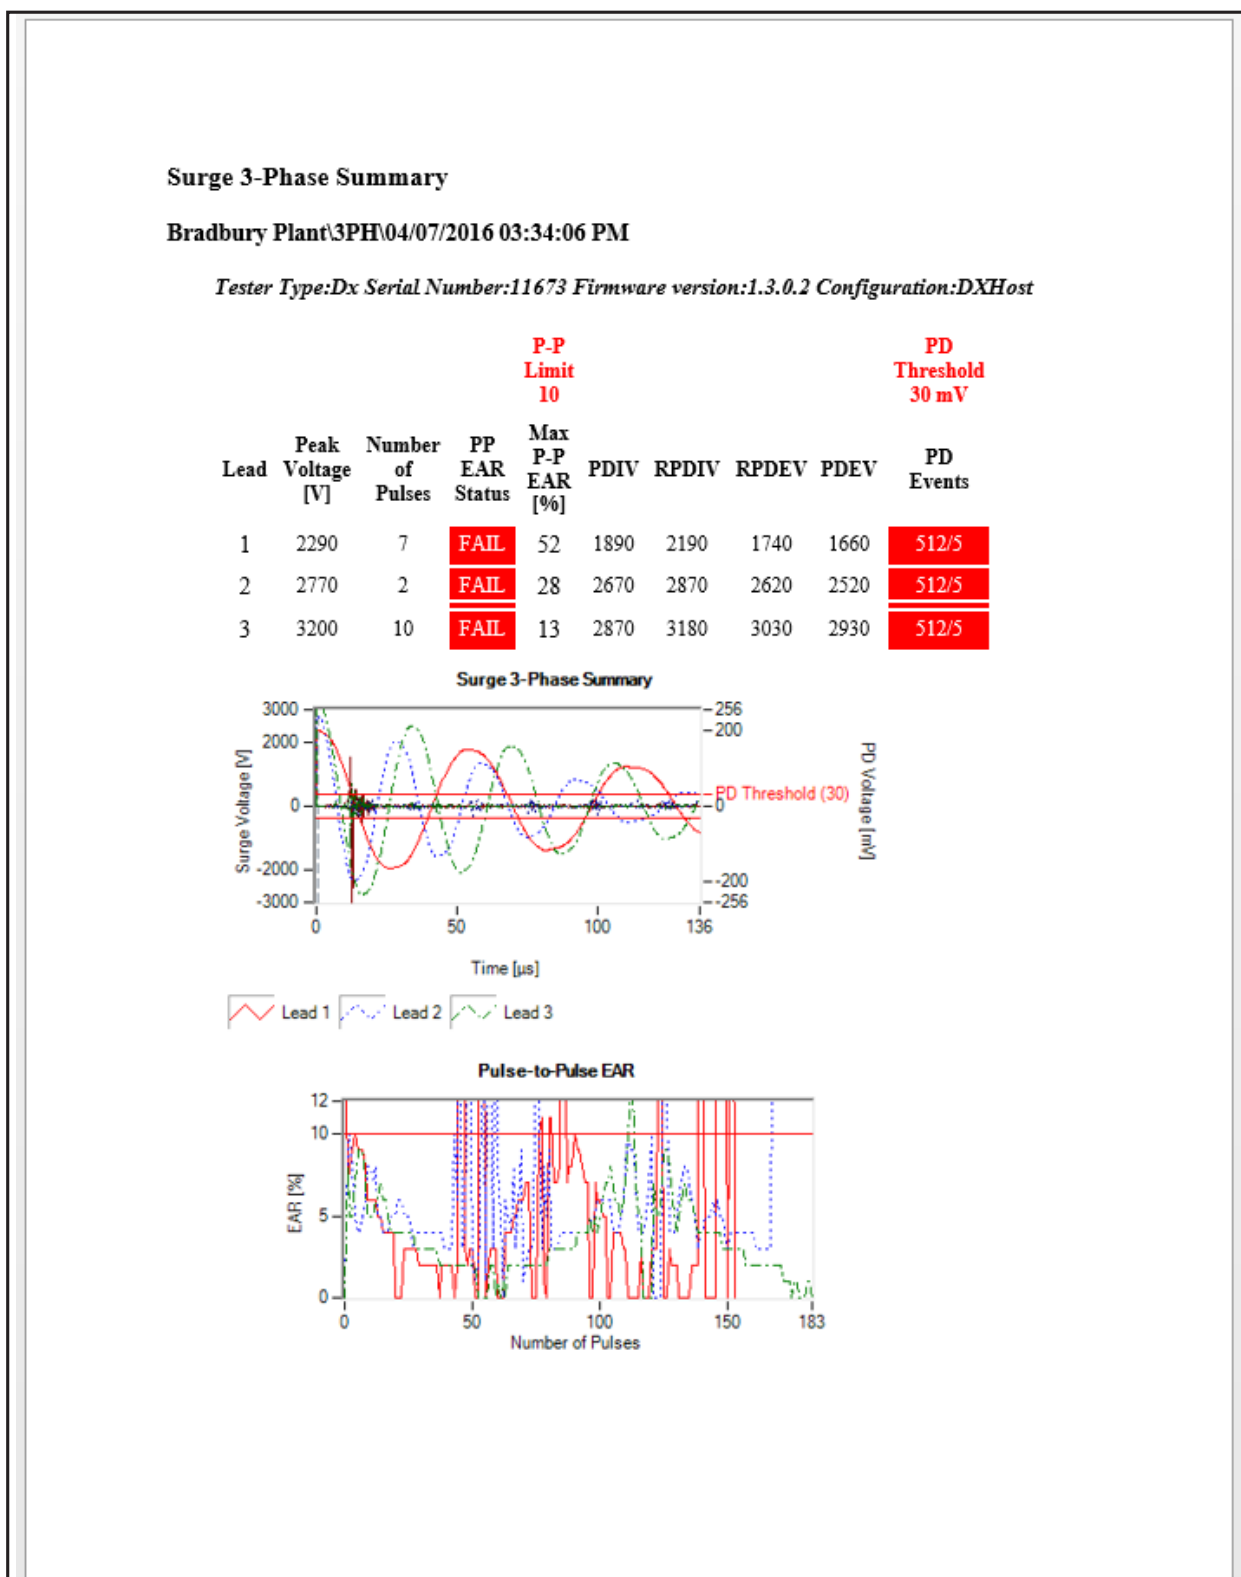 Surge 3-Phase Summary
Bradbury Plant\3PH\04/07/2016 03:34:06 PM
Tester Type:Dx Serial Number:11673 Firmware version:1.3.0.2 Configuration:DXHost
P-P Limit 10 PD Threshold 30 mV
Lead Peak Voltage [V] Number of Pulses PP EAR Status Max P-P EAR [%] PDIV RPDIV RPDEV PDEV PD Events
1 2290 7 FAIL 52 1890 2190 1740 1660 512/5
2 2770 2 FAIL 28 2670 2870 2620 2520 512/5
3 3200 10 FAIL 13 2870 3180 3030 2930 512/5
Surge 3-Phase Summary
3000
2000
0
-2000
-3000
Surge Voltage [V]
256
200
PD Threshold (30)
0
-200
-256
PD Voltage [mV]
0 50 100 136
Time [µs]
Lead 1 Lead 2 Lead 3
Pulse-to-Pulse EAR
12
10
5
0
EAR [%]
0 50 100 150 183
Number of Pulses